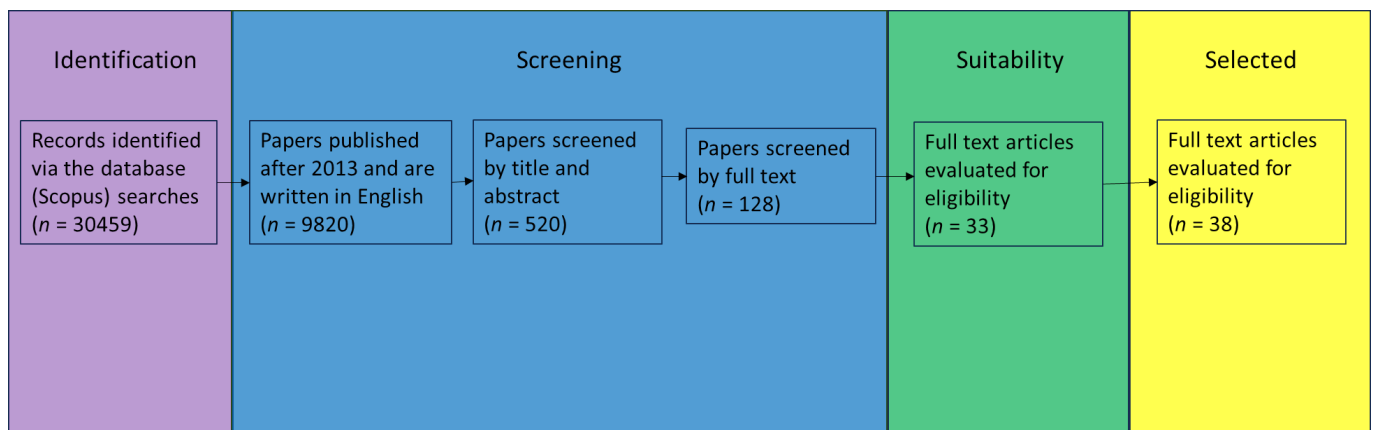 Identification
Records identified
via the database
(Scopus) searches
(n = 30459)
Screening
Papers published
after 2013 and are
written in English
(n = 9820)
Papers screened
by title and
abstract
(n = 520)
Papers screened
by full text
(n = 128)
Suitability
Full text articles
evaluated for
eligibility
(n = 33)
Selected
Full text articles
evaluated for
eligibility
(n = 38)